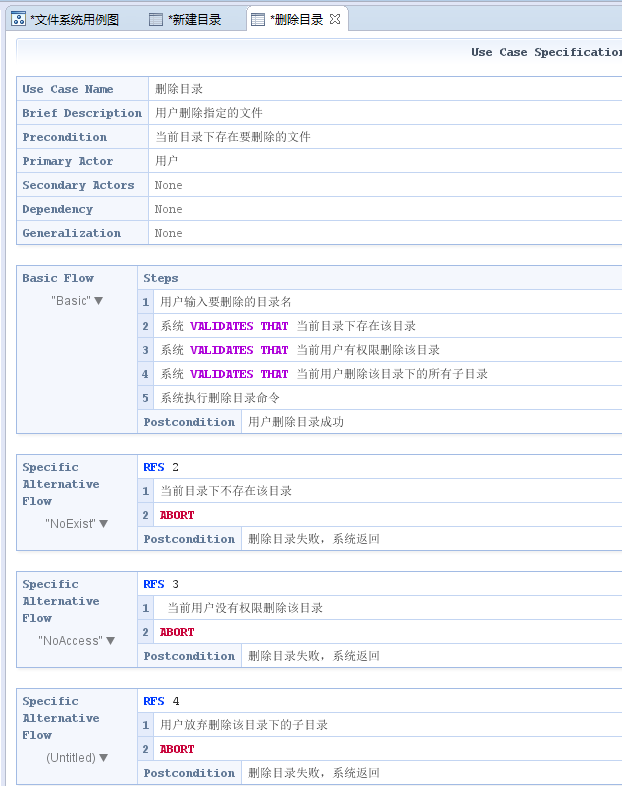 *文件系统用例图 *新建目录 *删除目录
Use Case Specification
Use Case Name 删除目录
Brief Description 用户删除指定的文件
Precondition 当前目录下存在要删除的文件
Primary Actor 用户
Secondary Actors None
Dependency None
Generalization None
Basic Flow Steps
"Basic" ▼
1 用户输入要删除的目录名
2 系统 VALIDATES THAT 当前目录下存在该目录
3 系统 VALIDATES THAT 当前用户有权限删除该目录
4 系统 VALIDATES THAT 当前用户删除该目录下的所有子目录
5 系统执行删除目录命令
Postcondition 用户删除目录成功
Specific Alternative Flow
"NoExist" ▼
RFS 2
1 当前目录下不存在该目录
2 ABORT
Postcondition 删除目录失败，系统返回
Specific Alternative Flow
"NoAccess" ▼
RFS 3
1 当前用户没有权限删除该目录
2 ABORT
Postcondition 删除目录失败，系统返回
Specific Alternative Flow
(Untitled) ▼
RFS 4
1 用户放弃删除该目录下的子目录
2 ABORT
Postcondition 删除目录失败，系统返回